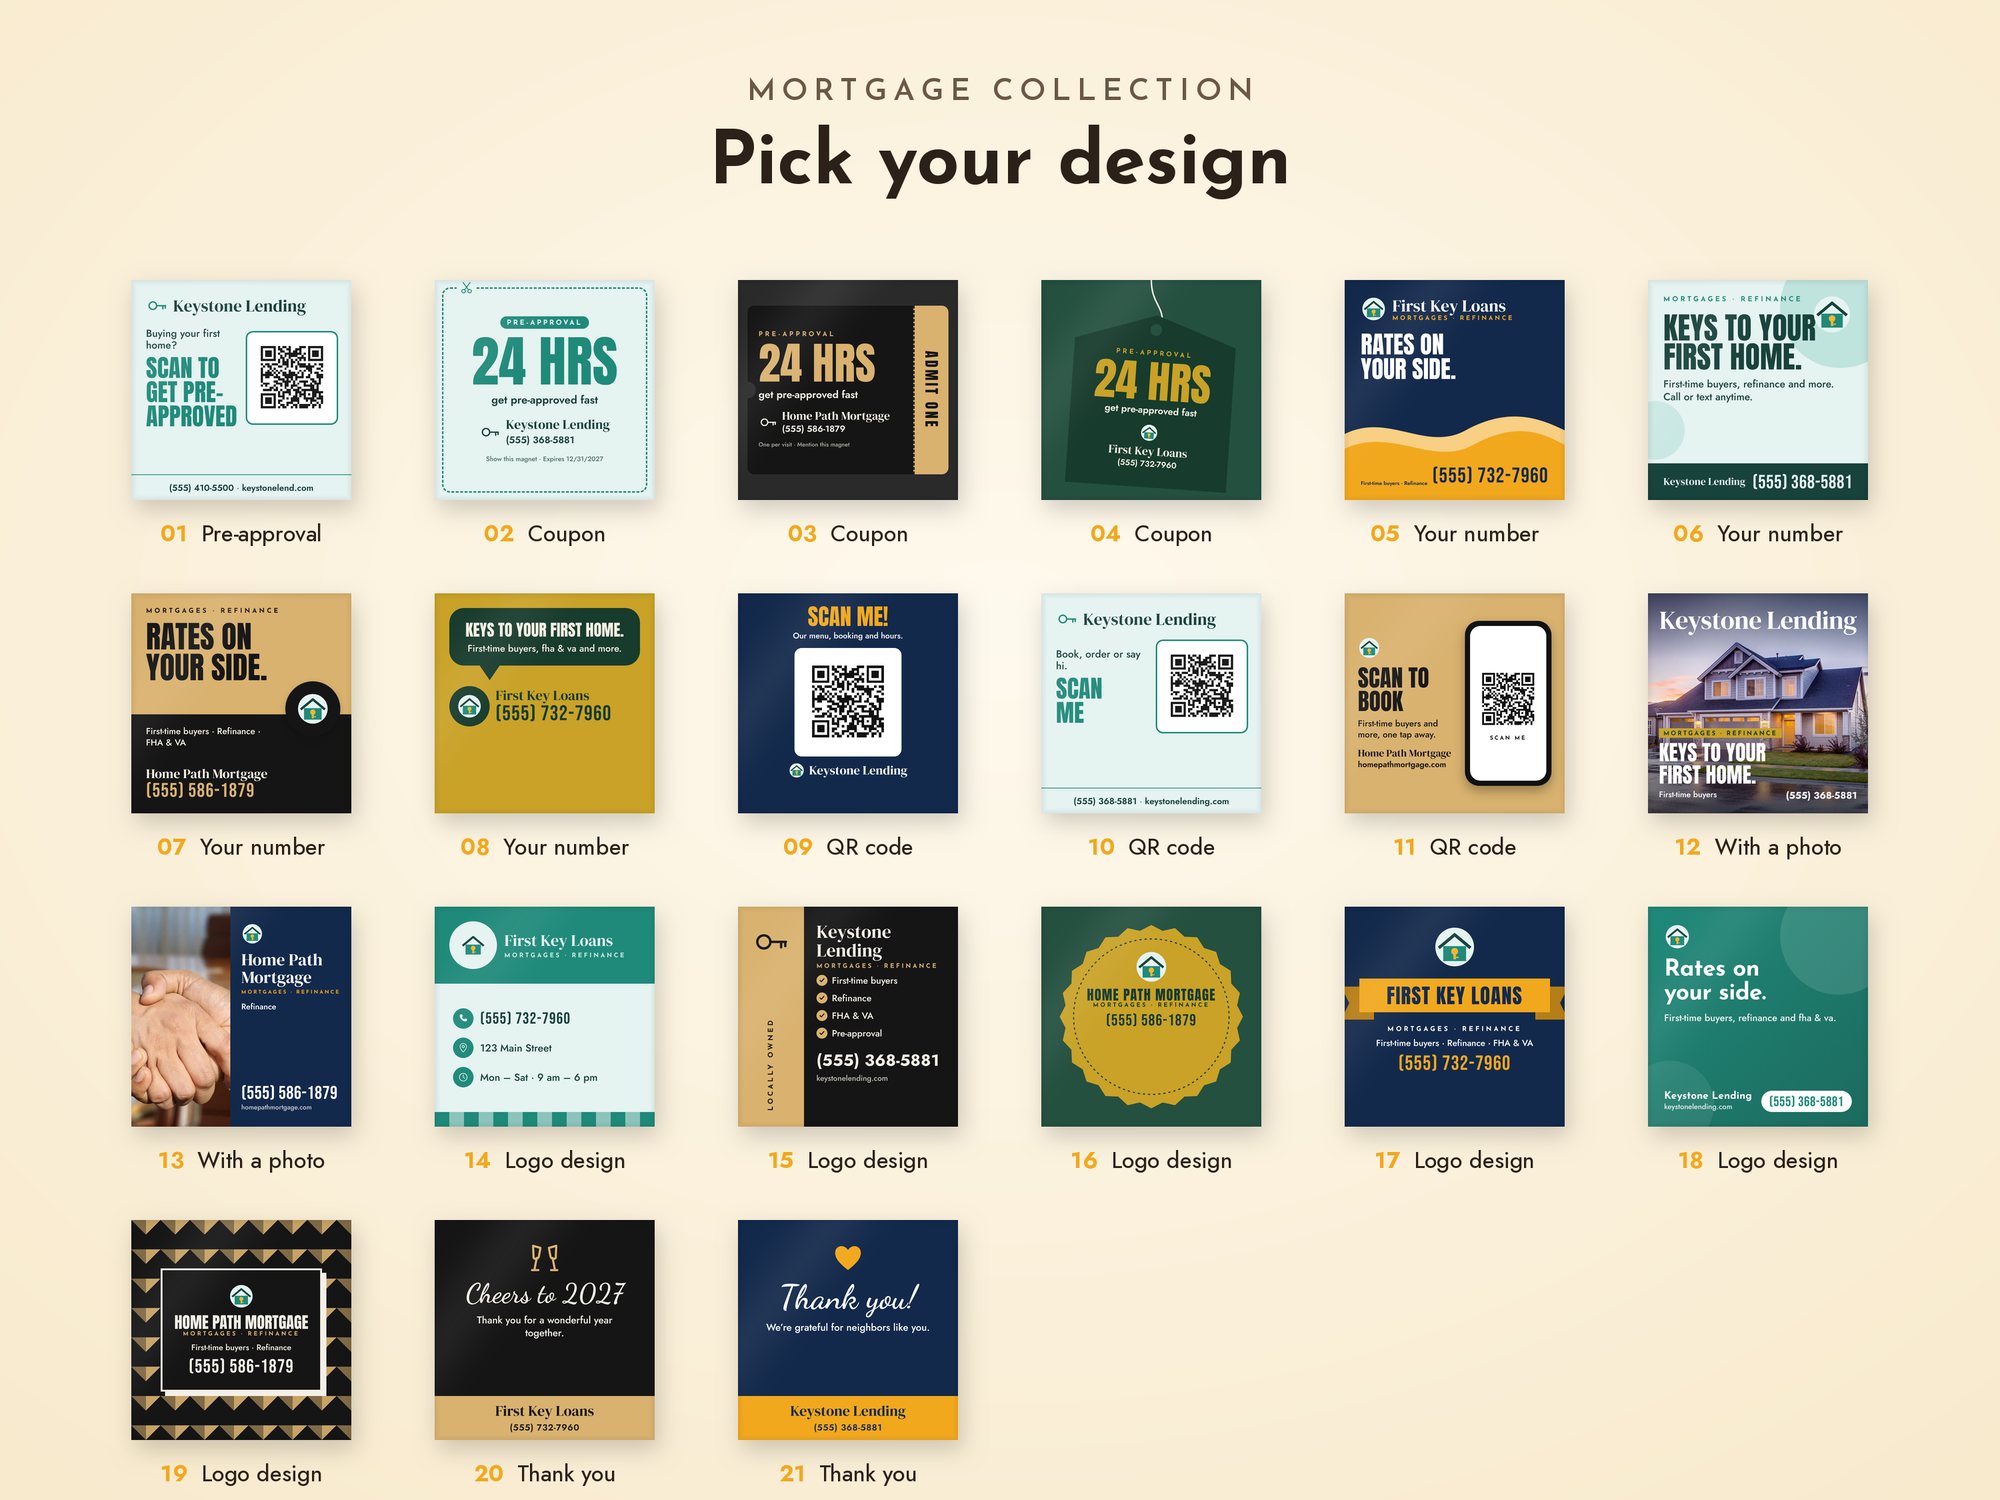 MORTGAGE COLLECTION
Pick your design
Keystone Lending
Buying your first
home?
SCAN TO
GET PRE-
APPROVED
(555) 410-5500 · keystonelend.com
01 Pre-approval
PRE-APPROVAL
24 HRS
get pre-approved fast
Keystone Lending
(555) 368-5881
Show this magnet · Expires 12/31/2027
02 Coupon
PRE-APPROVAL
24 HRS
get pre-approved fast
Home Path Mortgage
(555) 586-1879
One per visit · Mention this magnet
ADMIT ONE
03 Coupon
PRE-APPROVAL
24 HRS
get pre-approved fast
First Key Loans
(555) 732-7960
04 Coupon
First Key Loans
MORTGAGES · REFINANCE
RATES ON
YOUR SIDE.
First-time buyers · Refinance
(555) 732-7960
05 Your number
MORTGAGES · REFINANCE
KEYS TO YOUR
FIRST HOME.
First-time buyers, refinance and more.
Call or text anytime.
Keystone Lending (555) 368-5881
06 Your number
MORTGAGES · REFINANCE
RATES ON
YOUR SIDE.
First-time buyers · Refinance ·
FHA & VA
Home Path Mortgage
(555) 586-1879
07 Your number
KEYS TO YOUR FIRST HOME.
First-time buyers, fha & va and more.
First Key Loans
(555) 732-7960
08 Your number
SCAN ME!
Our menu, booking and hours.
Keystone Lending
09 QR code
Keystone Lending
Book, order or say
hi.
SCAN
ME
(555) 368-5881 · keystonelending.com
10 QR code
SCAN TO
BOOK
First-time buyers and
more, one tap away.
Home Path Mortgage
homepathmortgage.com
SCAN ME
11 QR code
Keystone Lending
MORTGAGES · REFINANCE
KEYS TO YOUR
FIRST HOME.
First-time buyers
(555) 368-5881
12 With a photo
Home Path
Mortgage
MORTGAGES · REFINANCE
Refinance
(555) 586-1879
homepathmortgage.com
13 With a photo
First Key Loans
MORTGAGES · REFINANCE
(555) 732-7960
123 Main Street
Mon – Sat · 9 am – 6 pm
14 Logo design
LOCALLY OWNED
Keystone
Lending
MORTGAGES · REFINANCE
First-time buyers
Refinance
FHA & VA
Pre-approval
(555) 368-5881
keystonelending.com
15 Logo design
HOME PATH MORTGAGE
MORTGAGES · REFINANCE
(555) 586-1879
16 Logo design
FIRST KEY LOANS
MORTGAGES · REFINANCE
First-time buyers · Refinance · FHA & VA
(555) 732-7960
17 Logo design
Rates on
your side.
First-time buyers, refinance and fha & va.
Keystone Lending
keystonelending.com
(555) 368-5881
18 Logo design
HOME PATH MORTGAGE
MORTGAGES · REFINANCE
First-time buyers · Refinance
(555) 586-1879
19 Logo design
Cheers to 2027
Thank you for a wonderful year
together.
First Key Loans
(555) 732-7960
20 Thank you
Thank you!
We're grateful for neighbors like you.
Keystone Lending
(555) 368-5881
21 Thank you